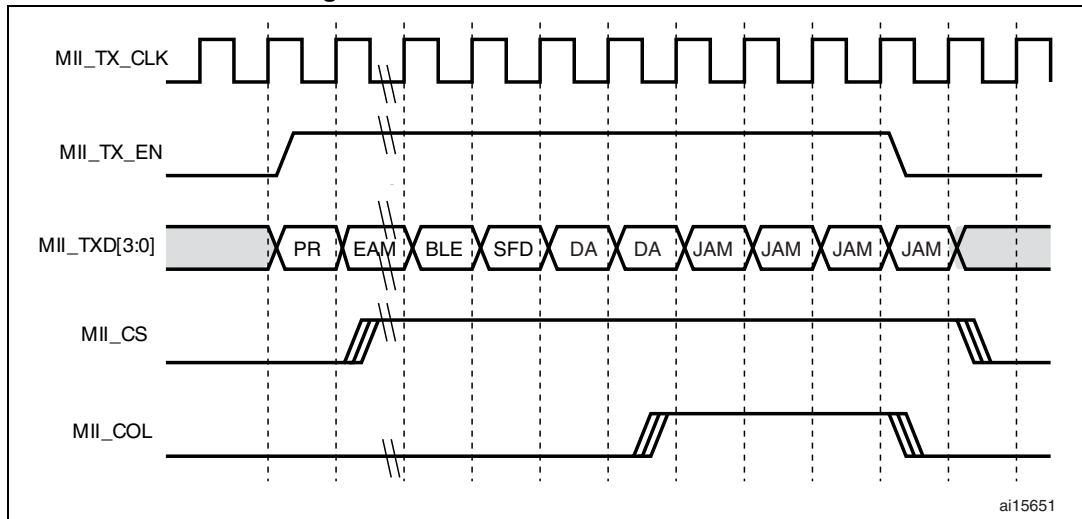 MII_TX_CLK
MII_TX_EN
MII_TXD[3:0] PR EAM BLE SFD DA DA JAM JAM JAM JAM
MII_CS
MII_COL
ai15651